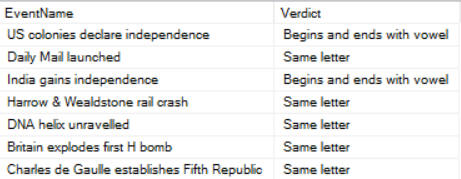 EventName Verdict
US colonies declare independence Begins and ends with vowel
Daily Mail launched Same letter
India gains independence Begins and ends with vowel
Harrow & Wealdstone rail crash Same letter
DNA helix unravelled Same letter
Britain explodes first H bomb Same letter
Charles de Gaulle establishes Fifth Republic Same letter